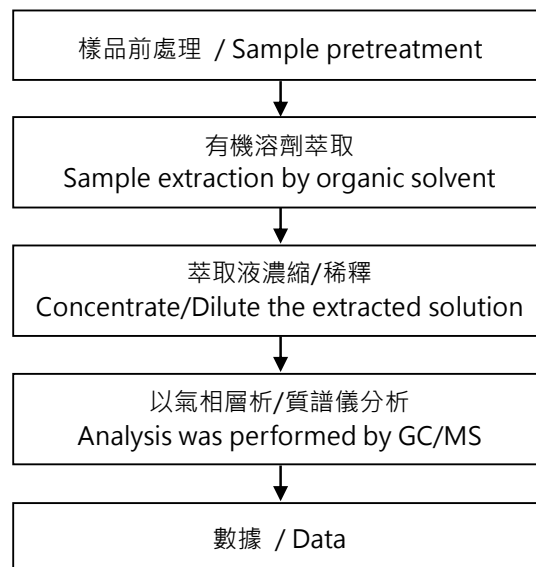 樣品前處理 / Sample pretreatment
有機溶劑萃取
Sample extraction by organic solvent
萃取液濃縮/稀釋
Concentrate/Dilute the extracted solution
以氣相層析/質譜儀分析
Analysis was performed by GC/MS
數據 / Data